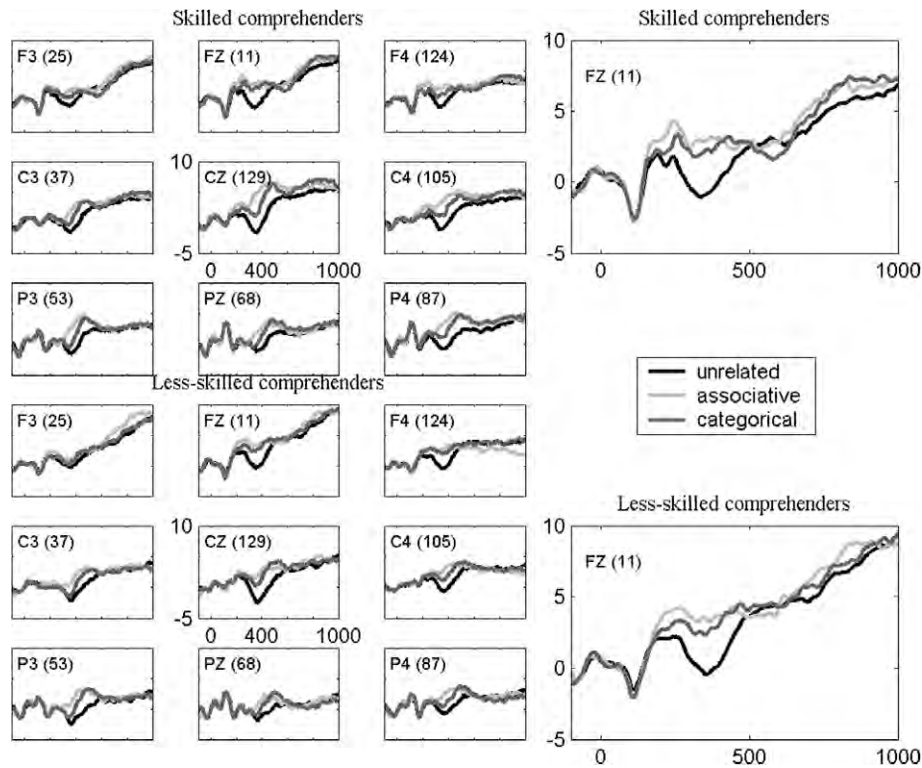 Skilled comprehenders
F3 (25)
FZ (11)
F4 (124)
C3 (37)
10
CZ (129)
C4 (105)
-5
0 400 1000
P3 (53)
PZ (68)
P4 (87)
Less-skilled comprehenders
F3 (25)
FZ (11)
F4 (124)
C3 (37)
10
CZ (129)
C4 (105)
-5
0 400 1000
P3 (53)
PZ (68)
P4 (87)
Skilled comprehenders
10
FZ (11)
5
0
-5
0 500 1000
unrelated
associative
categorical
Less-skilled comprehenders
10
FZ (11)
5
0
-5
0 500 1000